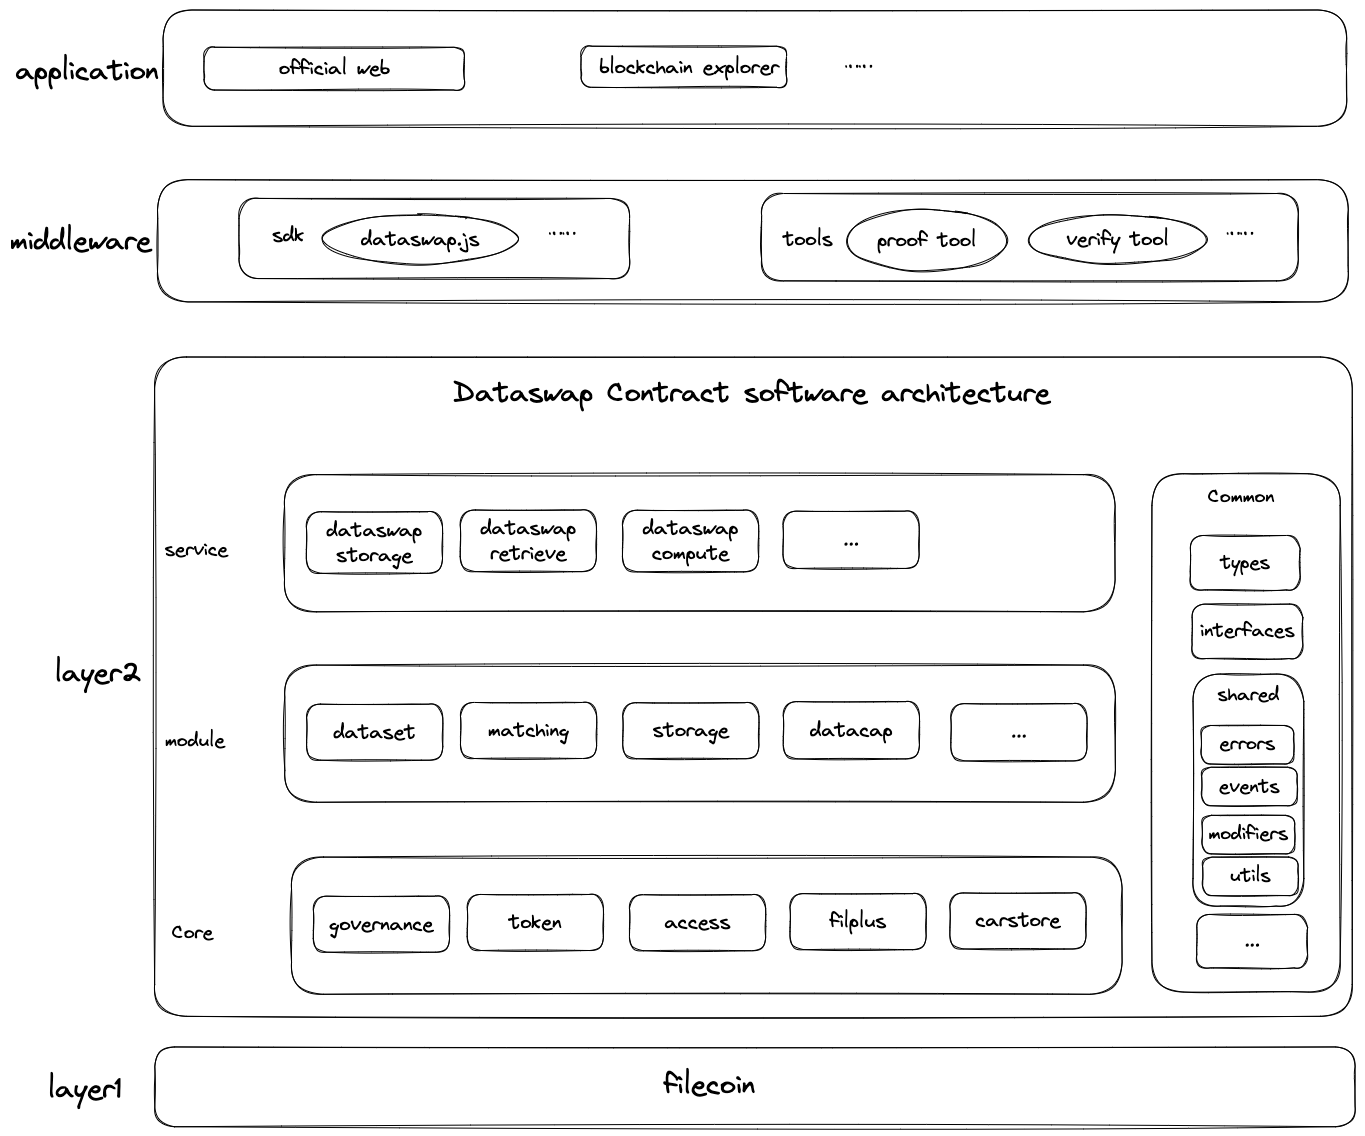 application
official web
blockchain explorer
......
middleware
sdk
dataswap.js
......
tools
proof tool
verify tool
......
layer2
Dataswap Contract software architecture
service
dataswap
storage
dataswap
retrieve
dataswap
compute
...
module
dataset
matching
storage
datacap
...
Core
governance
token
access
filplus
carstore
Common
types
interfaces
shared
errors
events
modifiers
utils
...
layer1
filecoin